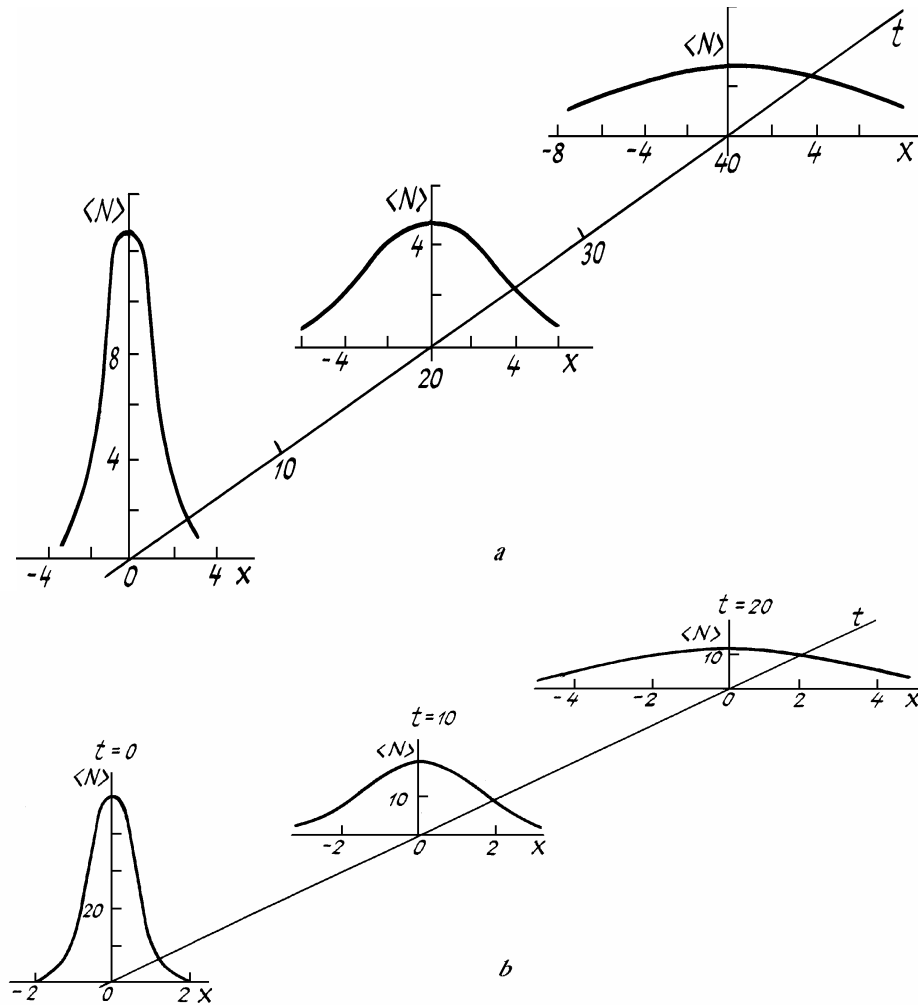 ⟨N⟩
t
-8 -4 40 4 x
⟨N⟩
4
30
-4 20 4 x
⟨N⟩
8
4
10
-4 0 4 x
a
t = 20
⟨N⟩
t
10
-4 -2 0 2 4 x
t=10
⟨N⟩
10
-2 0 2 x
t=0
⟨N⟩
20
-2 0 2 x
b